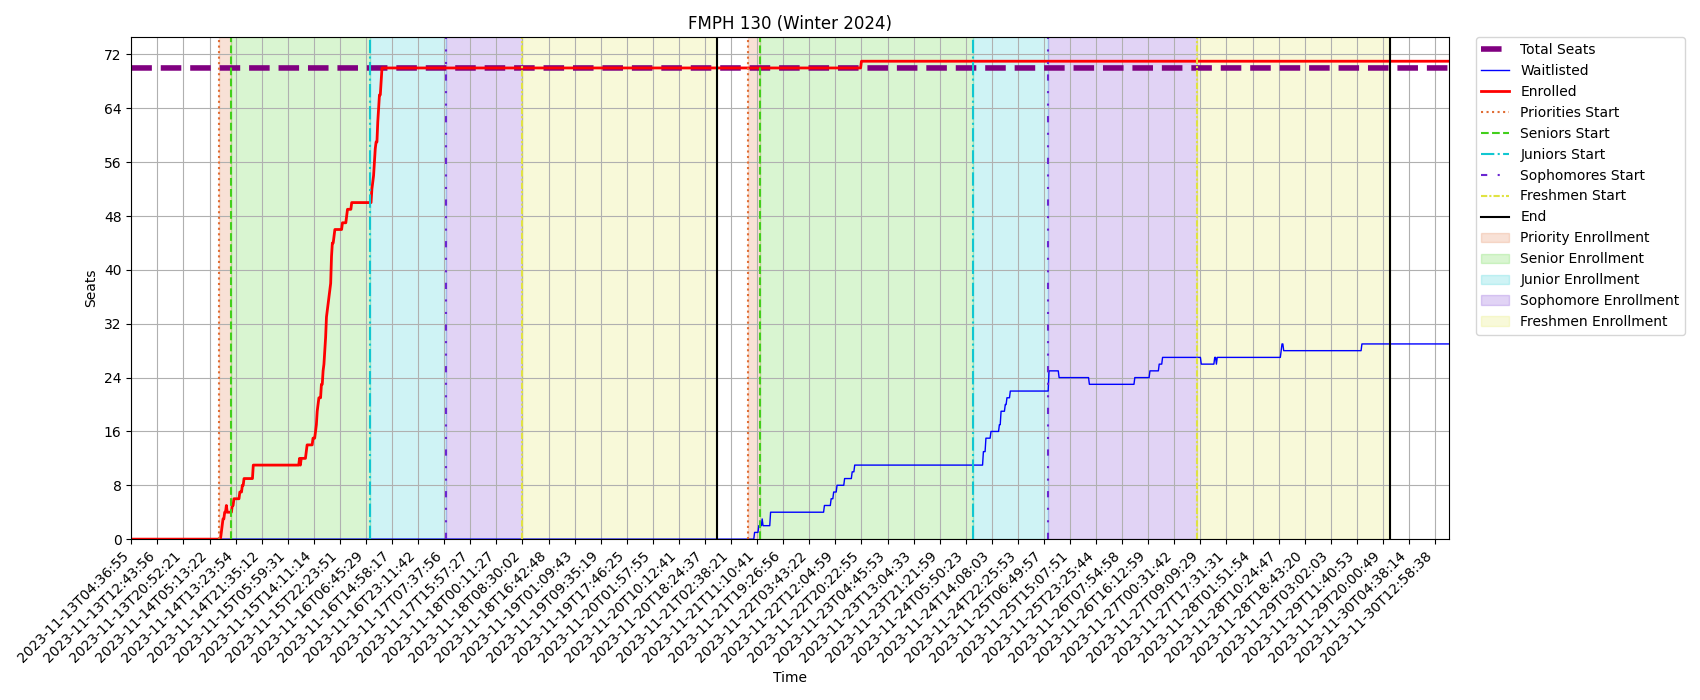 FMPH 130 (Winter 2024)
Seats
72
64
56
48
40
32
24
16
8
0
2023-11-13T04:36:55
2023-11-13T12:43:56
2023-11-13T20:52:21
2023-11-14T05:13:22
2023-11-14T13:23:54
2023-11-14T21:35:12
2023-11-15T05:59:31
2023-11-15T14:11:14
2023-11-15T22:23:51
2023-11-16T06:45:29
2023-11-16T14:58:17
2023-11-16T23:11:42
2023-11-17T07:37:56
2023-11-17T15:57:27
2023-11-18T00:11:27
2023-11-18T08:30:02
2023-11-18T16:42:48
2023-11-19T01:09:43
2023-11-19T09:35:19
2023-11-19T17:46:25
2023-11-20T01:57:55
2023-11-20T10:12:41
2023-11-20T18:24:37
2023-11-21T02:38:21
2023-11-21T11:10:41
2023-11-21T19:26:56
2023-11-22T03:43:22
2023-11-22T12:04:59
2023-11-22T20:22:55
2023-11-23T04:45:53
2023-11-23T13:04:33
2023-11-23T21:21:59
2023-11-24T05:50:23
2023-11-24T14:08:03
2023-11-24T22:25:53
2023-11-25T06:49:57
2023-11-25T15:07:51
2023-11-25T23:25:44
2023-11-26T07:54:58
2023-11-26T16:12:59
2023-11-27T00:31:42
2023-11-27T09:09:29
2023-11-27T17:31:31
2023-11-28T01:51:54
2023-11-28T10:24:47
2023-11-28T18:43:20
2023-11-29T03:02:03
2023-11-29T11:40:53
2023-11-29T20:00:49
2023-11-30T04:38:14
2023-11-30T12:58:38
Time
Total Seats
Waitlisted
Enrolled
Priorities Start
Seniors Start
Juniors Start
Sophomores Start
Freshmen Start
End
Priority Enrollment
Senior Enrollment
Junior Enrollment
Sophomore Enrollment
Freshmen Enrollment